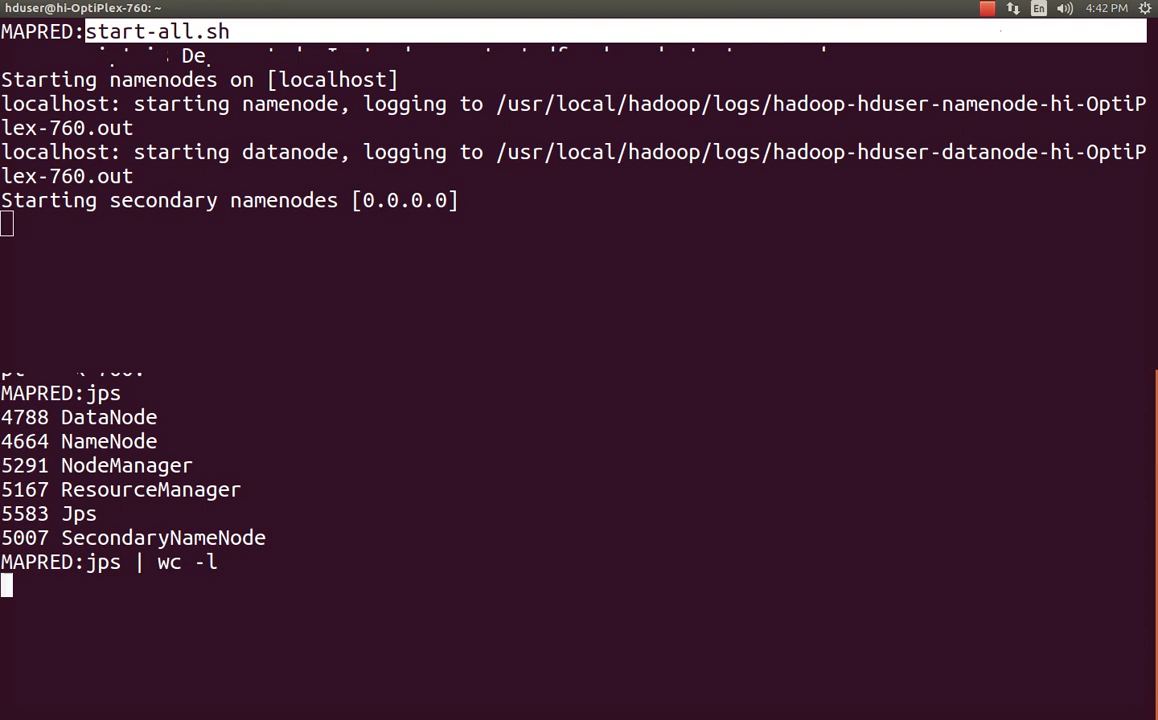 hduser@hi-OptiPlex-760: ~
En
4:42 PM
MAPRED:start-all.sh
De
Starting namenodes on [localhost]
localhost: starting namenode, logging to /usr/local/hadoop/logs/hadoop-hduser-namenode-hi-OptiP
lex-760.out
localhost: starting datanode, logging to /usr/local/hadoop/logs/hadoop-hduser-datanode-hi-OptiP
lex-760.out
Starting secondary namenodes [0.0.0.0]
MAPRED:jps
4788 DataNode
4664 NameNode
5291 NodeManager
5167 ResourceManager
5583 Jps
5007 SecondaryNameNode
MAPRED:jps | wc -l